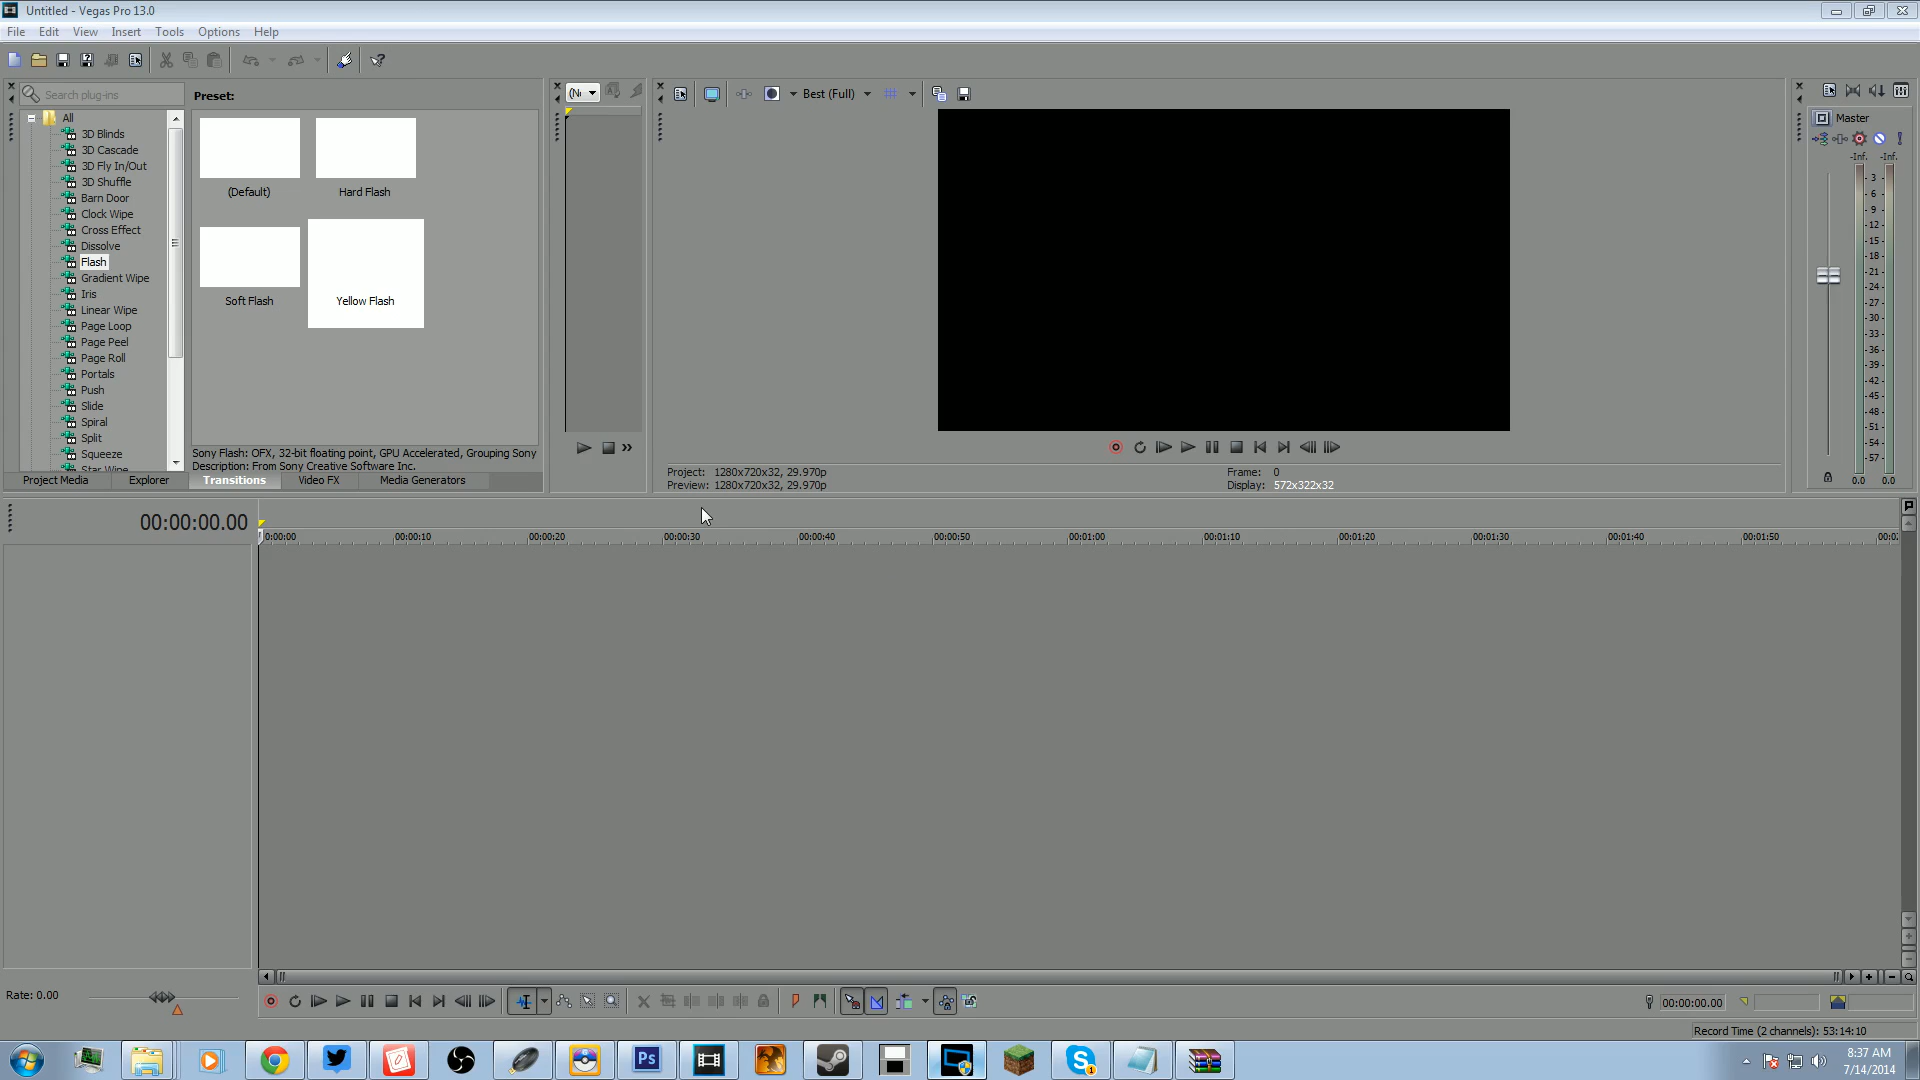 Untitled - Vegas Pro 13.0
File Edit View Insert Tools Options Help
Search plug-ins
Preset:
All
3D Blinds
3D Cascade
3D Fly In/Out
3D Shuffle
Barn Door
Clock Wipe
Cross Effect
Dissolve
Flash
Gradient Wipe
Iris
Linear Wipe
Page Loop
Page Peel
Page Roll
Portals
Push
Slide
Spiral
Split
Squeeze
Star Wipe
(Default)
Hard Flash
Soft Flash
Yellow Flash
Sony Flash: OFX, 32-bit floating point, GPU Accelerated, Grouping Sony
Description: From Sony Creative Software Inc.
Project Media Explorer Transitions Video FX Media Generators
Best (Full)
Project: 1280x720x32, 29.970p
Preview: 1280x720x32, 29.970p
Frame: 0
Display: 572x322x32
Master
-Inf. -Inf.
3
6
9
12
15
18
21
24
27
30
33
36
39
42
45
48
51
54
57
0.0 0.0
00:00:00.00
0:00:00 00:00:10 00:00:20 00:00:30 00:00:40 00:00:50 00:01:00 00:01:10 00:01:20 00:01:30 00:01:40 00:01:50
Rate: 0.00
00:00:00.00
Record Time (2 channels): 53:14:10
Ps
8:37 AM
7/14/2014